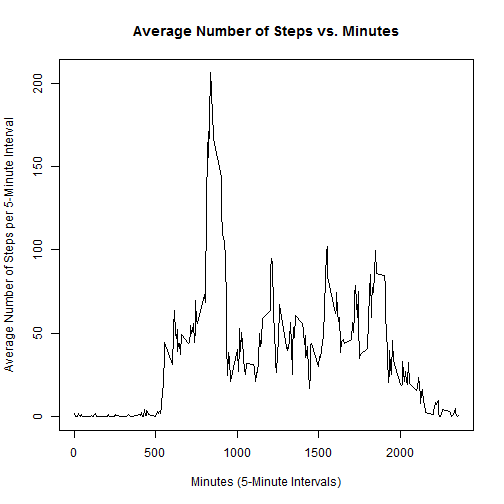 Average Number of Steps vs. Minutes
Average Number of Steps per 5-Minute Interval
200
150
100
50
0
0 500 1000 1500 2000
Minutes (5-Minute Intervals)